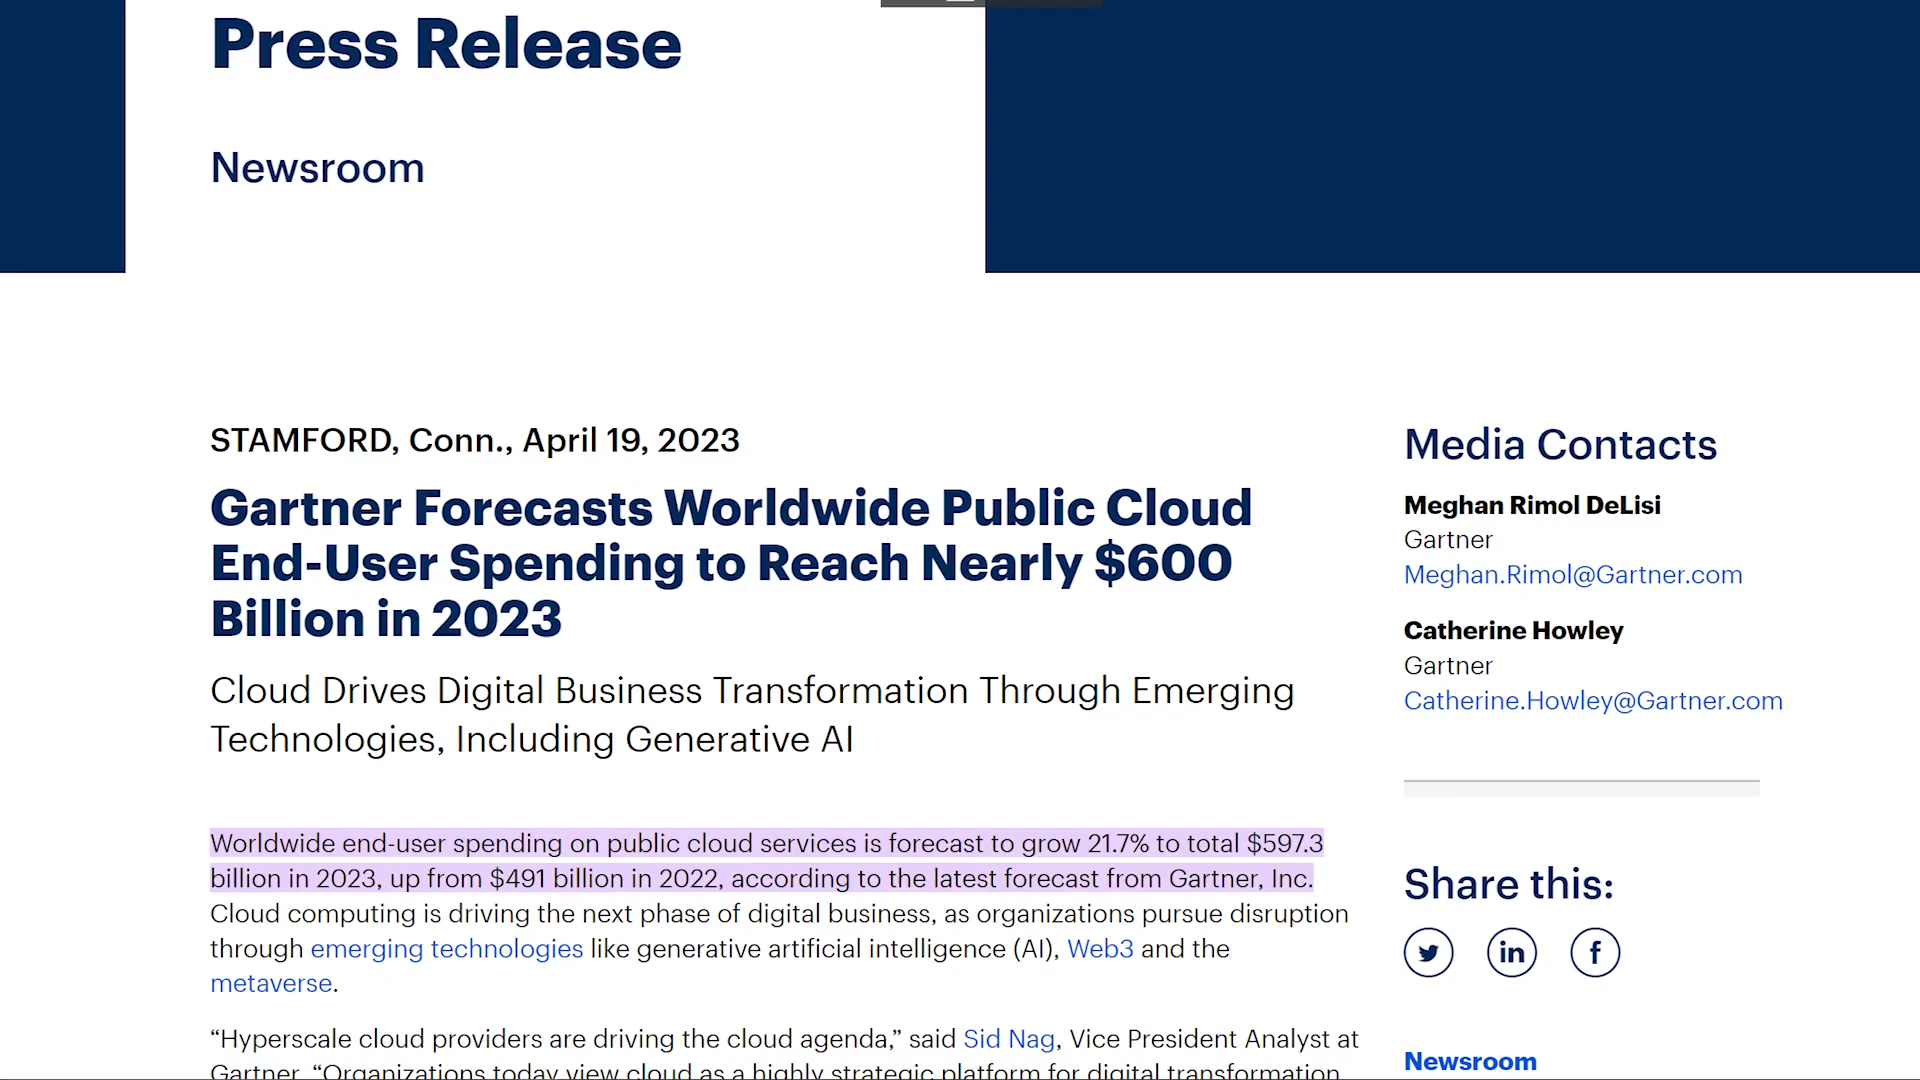 Press Release
Newsroom
STAMFORD, Conn., April 19, 2023
Gartner Forecasts Worldwide Public Cloud
End-User Spending to Reach Nearly $600
Billion in 2023
Cloud Drives Digital Business Transformation Through Emerging
Technologies, Including Generative AI
Worldwide end-user spending on public cloud services is forecast to grow 21.7% to total $597.3
billion in 2023, up from $491 billion in 2022, according to the latest forecast from Gartner, Inc.
Cloud computing is driving the next phase of digital business, as organizations pursue disruption
through emerging technologies like generative artificial intelligence (AI), Web3 and the
metaverse.
“Hyperscale cloud providers are driving the cloud agenda,” said Sid Nag, Vice President Analyst at
Gartner. “Organizations today view cloud as a highly strategic platform for digital transformation,
Media Contacts
Meghan Rimol DeLisi
Gartner
Meghan.Rimol@Gartner.com
Catherine Howley
Gartner
Catherine.Howley@Gartner.com
Share this:
Newsroom